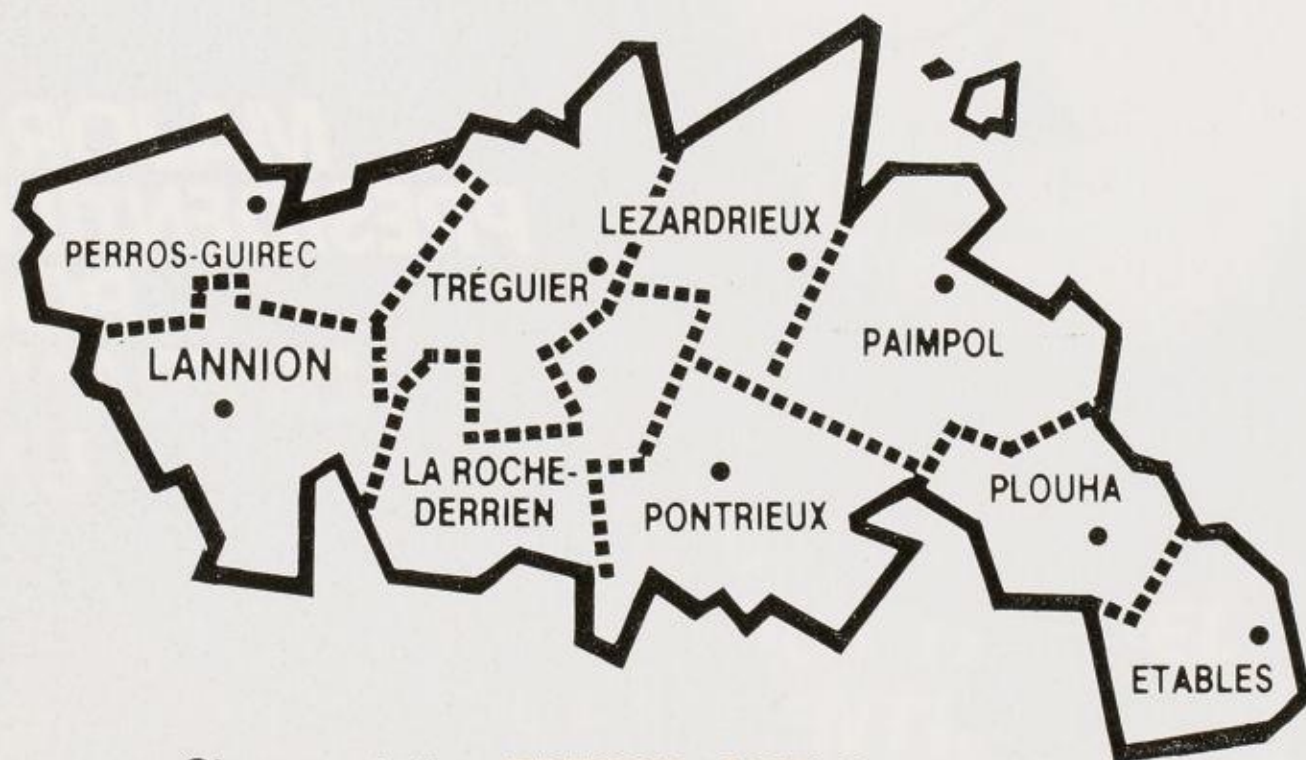 PERROS-GUIREC
LANNION
TRÉGUIER
LEZARDRIEUX
PAIMPOL
LA ROCHE-
DERRIEN
PONTRIEUX
PLOUHA
ETABLES